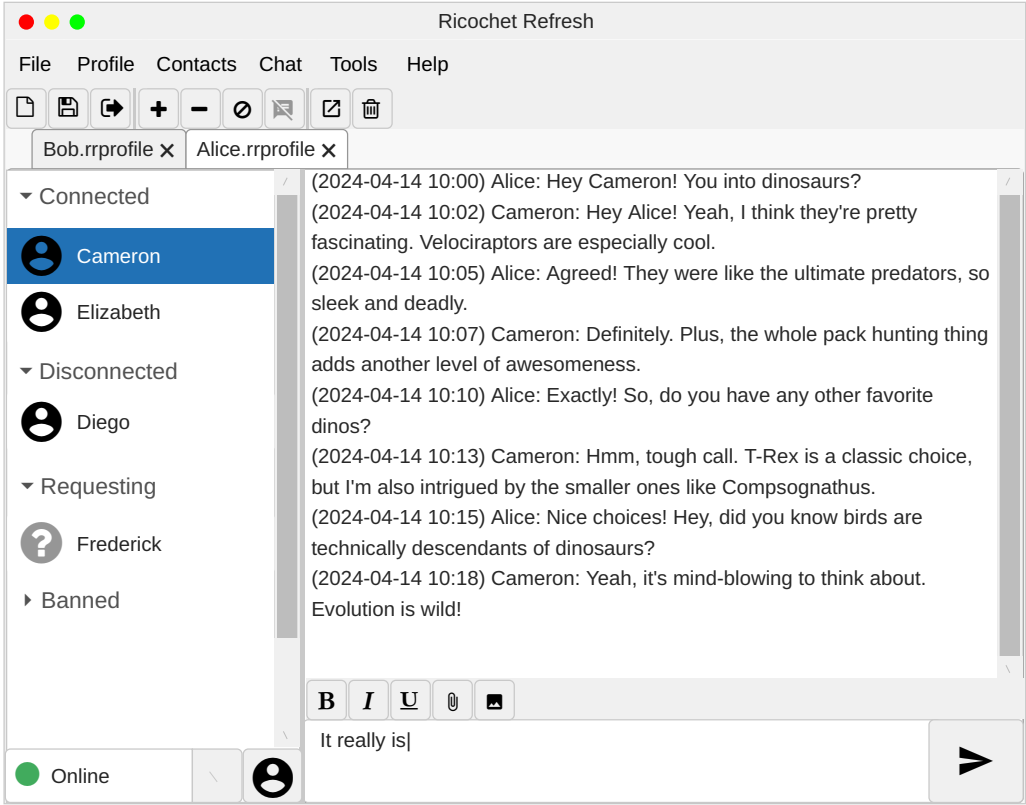 Ricochet Refresh
File Profile Contacts Chat Tools Help
Bob.rrprofile Alice.rrprofile
Connected
Cameron
Elizabeth
Disconnected
Diego
Requesting
Frederick
Banned
Online
(2024-04-14 10:00) Alice: Hey Cameron! You into dinosaurs?
(2024-04-14 10:02) Cameron: Hey Alice! Yeah, I think they're pretty
fascinating. Velociraptors are especially cool.
(2024-04-14 10:05) Alice: Agreed! They were like the ultimate predators, so
sleek and deadly.
(2024-04-14 10:07) Cameron: Definitely. Plus, the whole pack hunting thing
adds another level of awesomeness.
(2024-04-14 10:10) Alice: Exactly! So, do you have any other favorite
dinos?
(2024-04-14 10:13) Cameron: Hmm, tough call. T-Rex is a classic choice,
but I'm also intrigued by the smaller ones like Compsognathus.
(2024-04-14 10:15) Alice: Nice choices! Hey, did you know birds are
technically descendants of dinosaurs?
(2024-04-14 10:18) Cameron: Yeah, it's mind-blowing to think about.
Evolution is wild!
B I U
It really is